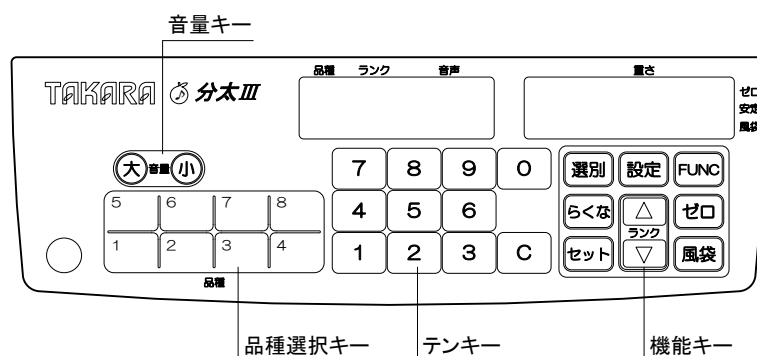 音量キー
品種 ランク 音声 重さ
TAKARA 分太Ⅲ
ゼロ
安定
風袋
大 音量 小
7 8 9 0
選別 設定 FUNC
5 6 7 8
4 5 6
らくな △ ゼロ
ランク
1 2 3 4
1 2 3 C
セット ▽ 風袋
品種
品種選択キー テンキー 機能キー